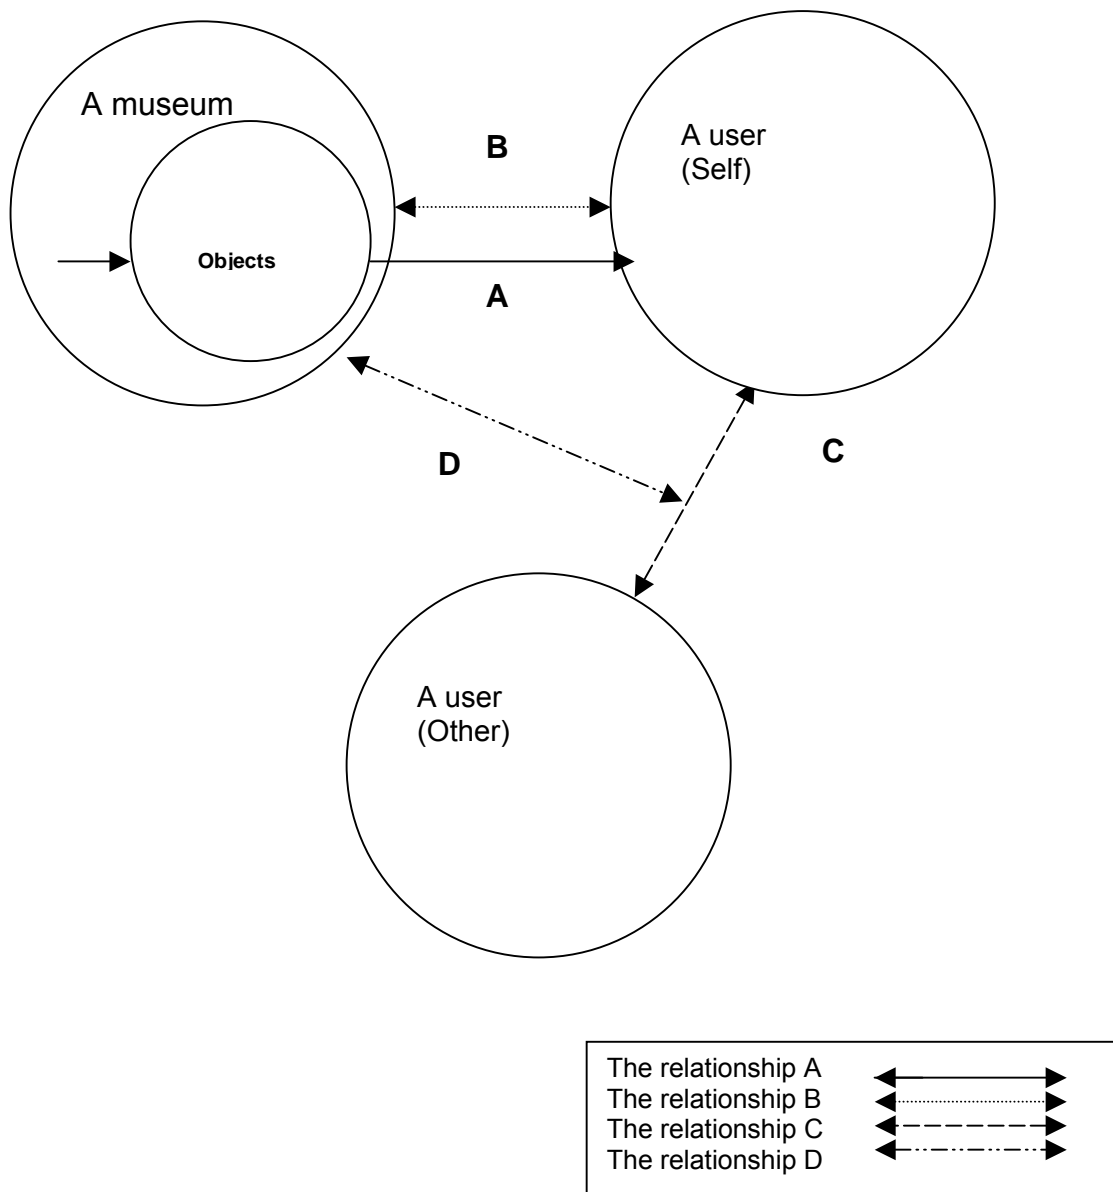 A museum
Objects
B
A
A user
(Self)
D
C
A user
(Other)
The relationship A
The relationship B
The relationship C
The relationship D